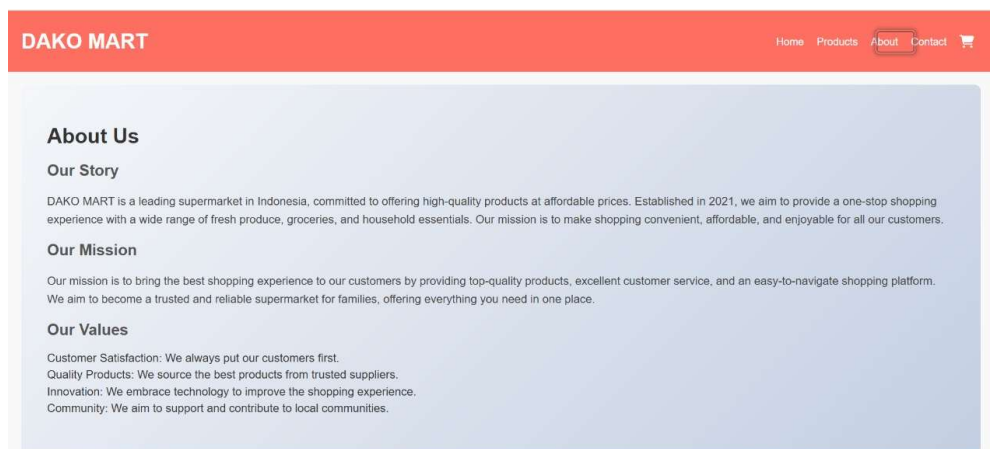 DAKO MART
Home Products About Contact
About Us
Our Story
DAKO MART is a leading supermarket in Indonesia, committed to offering high-quality products at affordable prices. Established in 2021, we aim to provide a one-stop shopping
experience with a wide range of fresh produce, groceries, and household essentials. Our mission is to make shopping convenient, affordable, and enjoyable for all our customers.
Our Mission
Our mission is to bring the best shopping experience to our customers by providing top-quality products, excellent customer service, and an easy-to-navigate shopping platform.
We aim to become a trusted and reliable supermarket for families, offering everything you need in one place.
Our Values
Customer Satisfaction: We always put our customers first.
Quality Products: We source the best products from trusted suppliers.
Innovation: We embrace technology to improve the shopping experience.
Community: We aim to support and contribute to local communities.